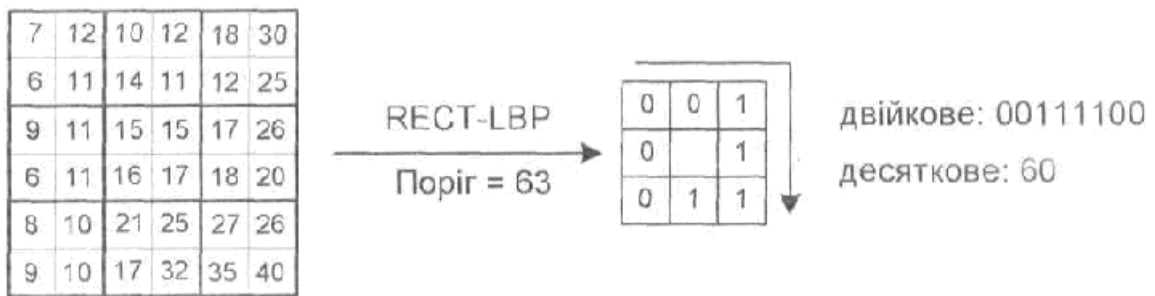 7 12 10 12 18 30
6 11 14 11 12 25
9 11 15 15 17 26
6 11 16 17 18 20
8 10 21 25 27 26
9 10 17 32 35 40
RECT-LBP
Поріг = 63
0 0 1
0 1
0 1 1
двійкове: 00111100
десяткове: 60